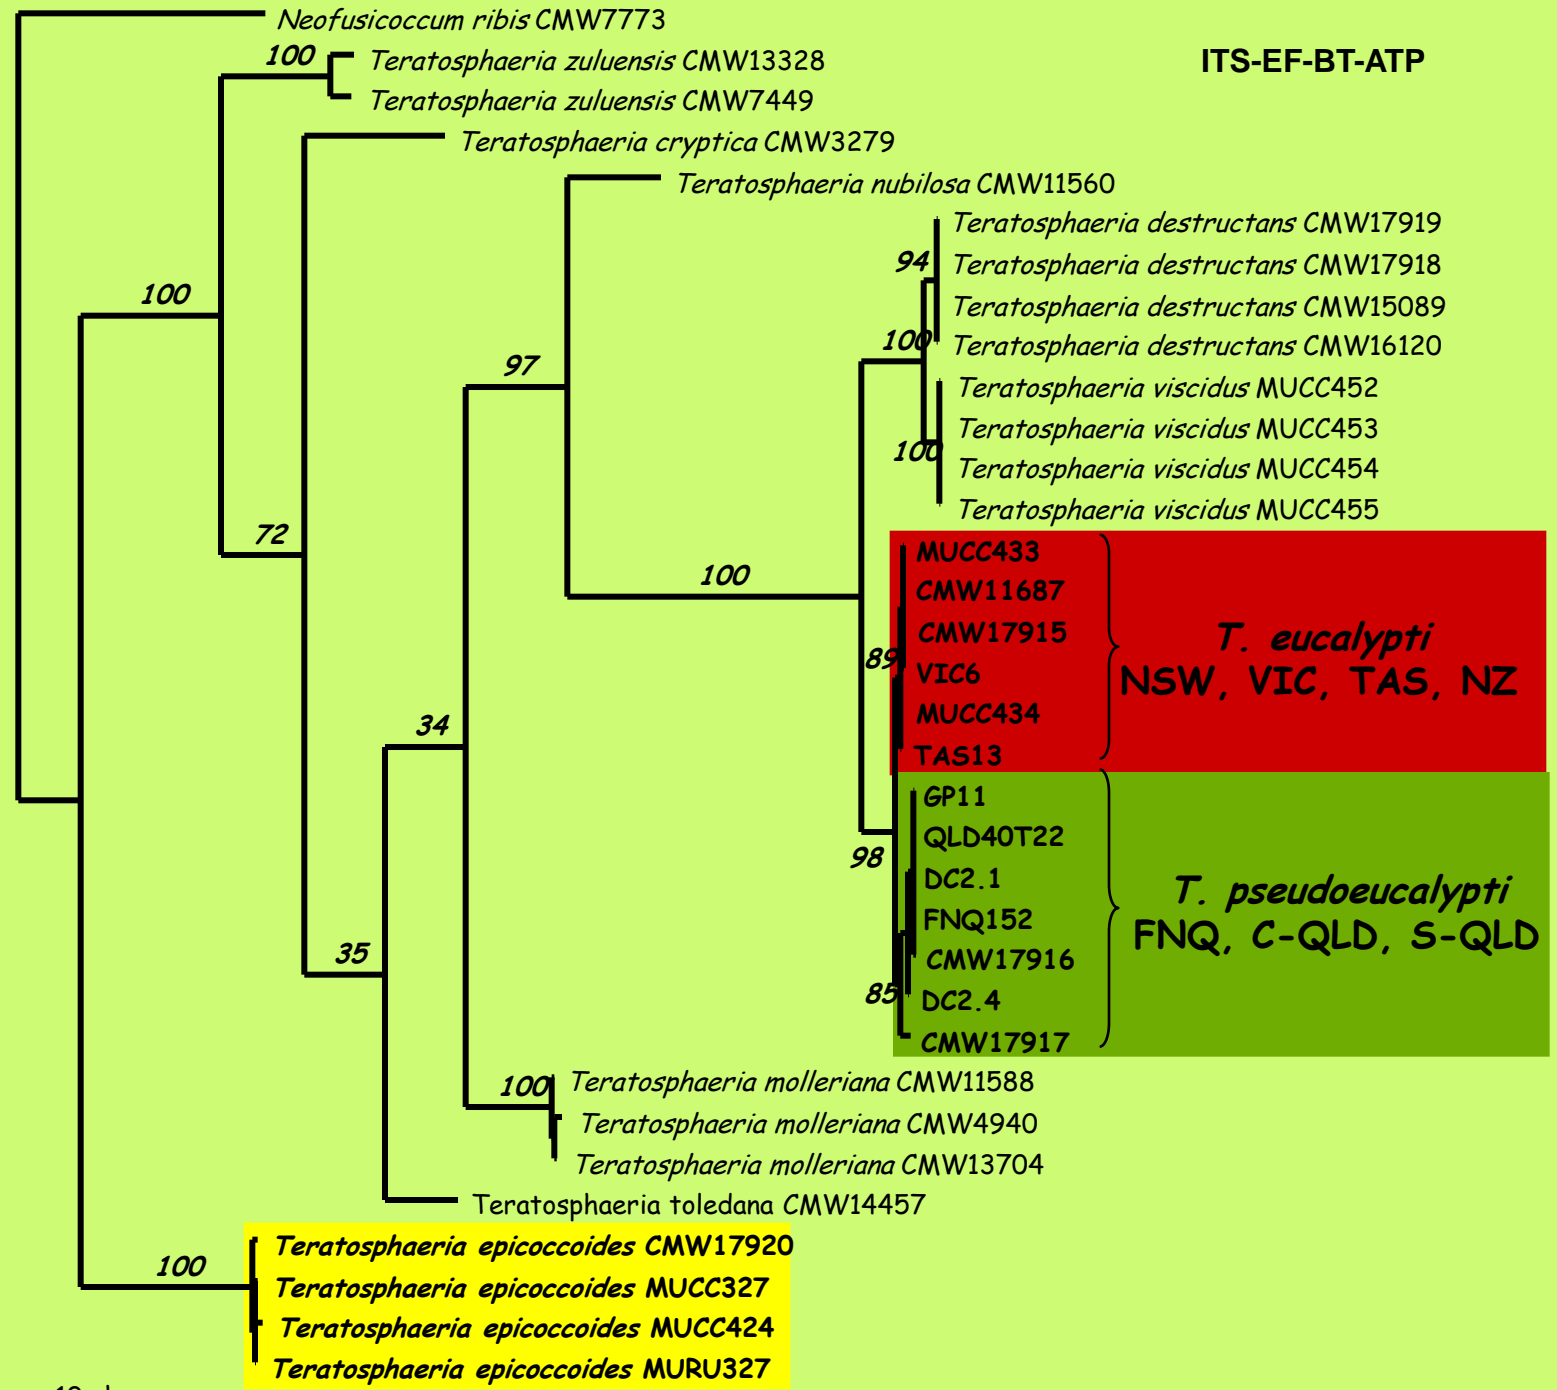 Neofusicoccum ribis CMW7773
100
Teratosphaeria zuluensis CMW13328
ITS-EF-BT-ATP
Teratosphaeria zuluensis CMW7449
Teratosphaeria cryptica CMW3279
Teratosphaeria nubilosa CMW11560
Teratosphaeria destructans CMW17919
94
Teratosphaeria destructans CMW17918
100
Teratosphaeria destructans CMW15089
100
Teratosphaeria destructans CMW16120
97
Teratosphaeria viscidus MUCC452
Teratosphaeria viscidus MUCC453
100
Teratosphaeria viscidus MUCC454
Teratosphaeria viscidus MUCC455
72
MUCC433
100
CMW11687
CMW17915
T. eucalypti
89
VIC6
NSW, VIC, TAS, NZ
34
MUCC434
TAS13
GP11
QLD40T22
98
DC2.1
T. pseudoeucalypti
FNQ152
FNQ, C-QLD, S-QLD
35
CMW17916
85
DC2.4
CMW17917
100
Teratosphaeria molleriana CMW11588
Teratosphaeria molleriana CMW4940
Teratosphaeria molleriana CMW13704
Teratosphaeria toledana CMW14457
Teratosphaeria epicoccoides CMW17920
100
Teratosphaeria epicoccoides MUCC327
Teratosphaeria epicoccoides MUCC424
Teratosphaeria epicoccoides MURU327